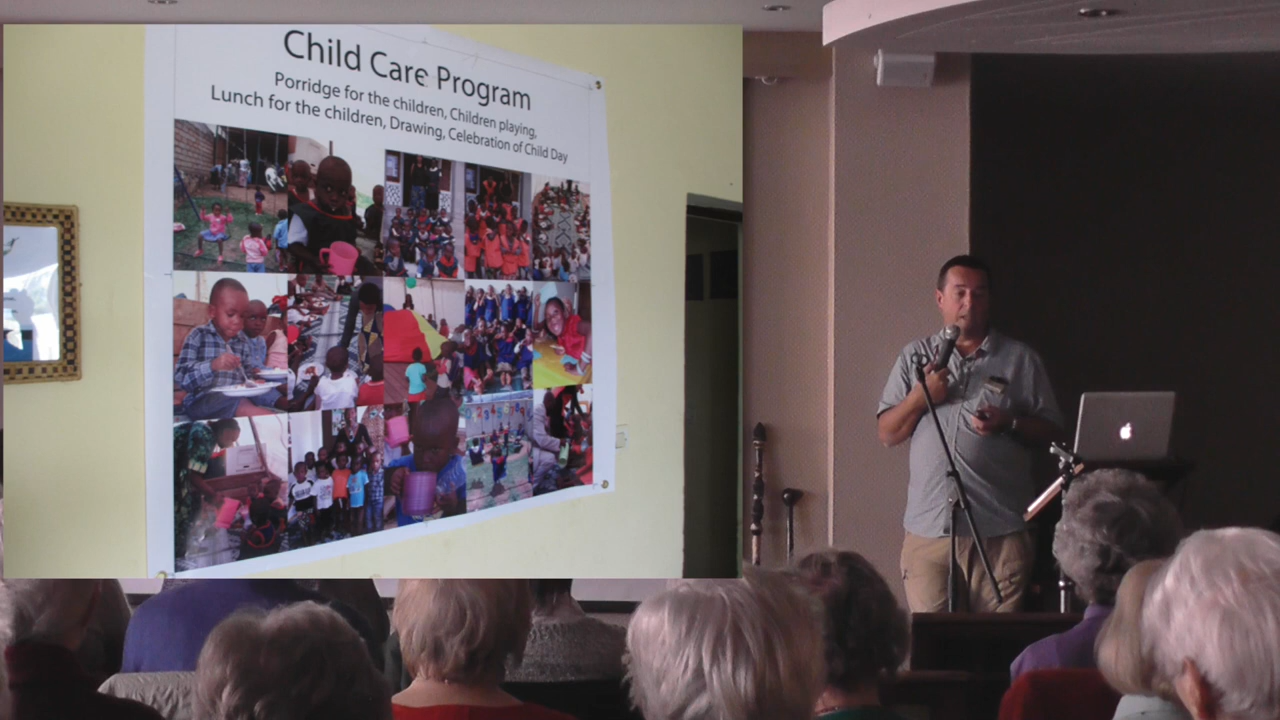 Child Care Program
Porridge for the children, Children playing,
Lunch for the children, Drawing, Celebration of Child Day